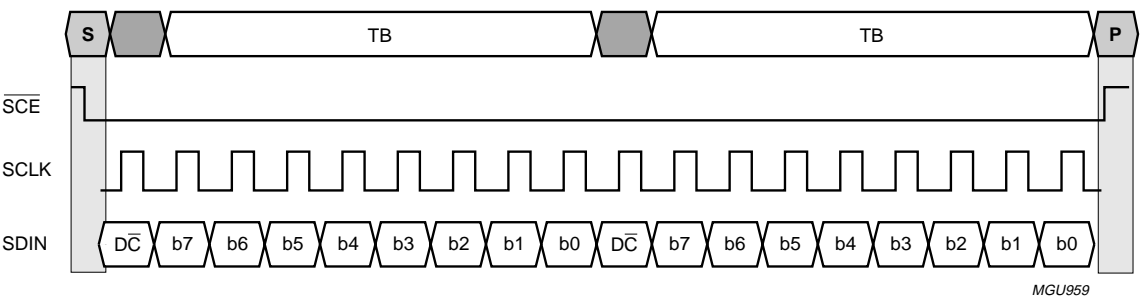 S TB TB P
S̅C̅E̅
SCLK
SDIN DC̅ b7 b6 b5 b4 b3 b2 b1 b0 DC̅ b7 b6 b5 b4 b3 b2 b1 b0
MGU959